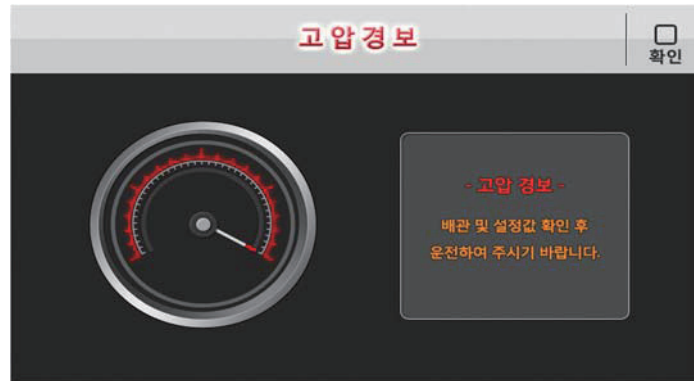 고압경보
확인
- 고압 경보 -
배관 및 설정값 확인 후
운전하여 주시기 바랍니다.